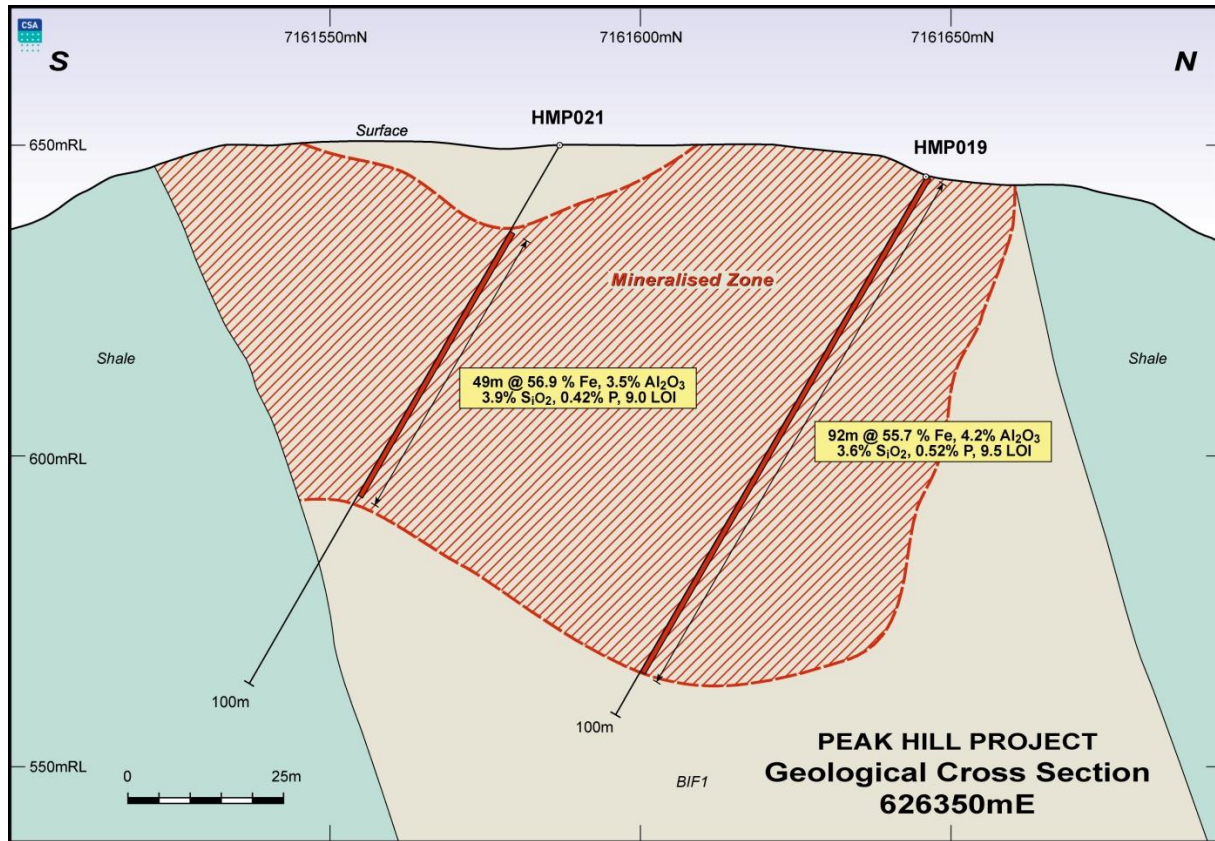 CSA
7161550mN
7161600mN
7161650mN
S
N
HMP021
Surface
650mRL
HMP019
Mineralised Zone
Shale
Shale
49m @ 56.9 % Fe, 3.5% Al₂O₃
3.9% SᵢO₂, 0.42% P, 9.0 LOI
92m @ 55.7 % Fe, 4.2% Al₂O₃
3.6% SᵢO₂, 0.52% P, 9.5 LOI
600mRL
100m
100m
PEAK HILL PROJECT
Geological Cross Section
626350mE
550mRL
0
25m
BIF1